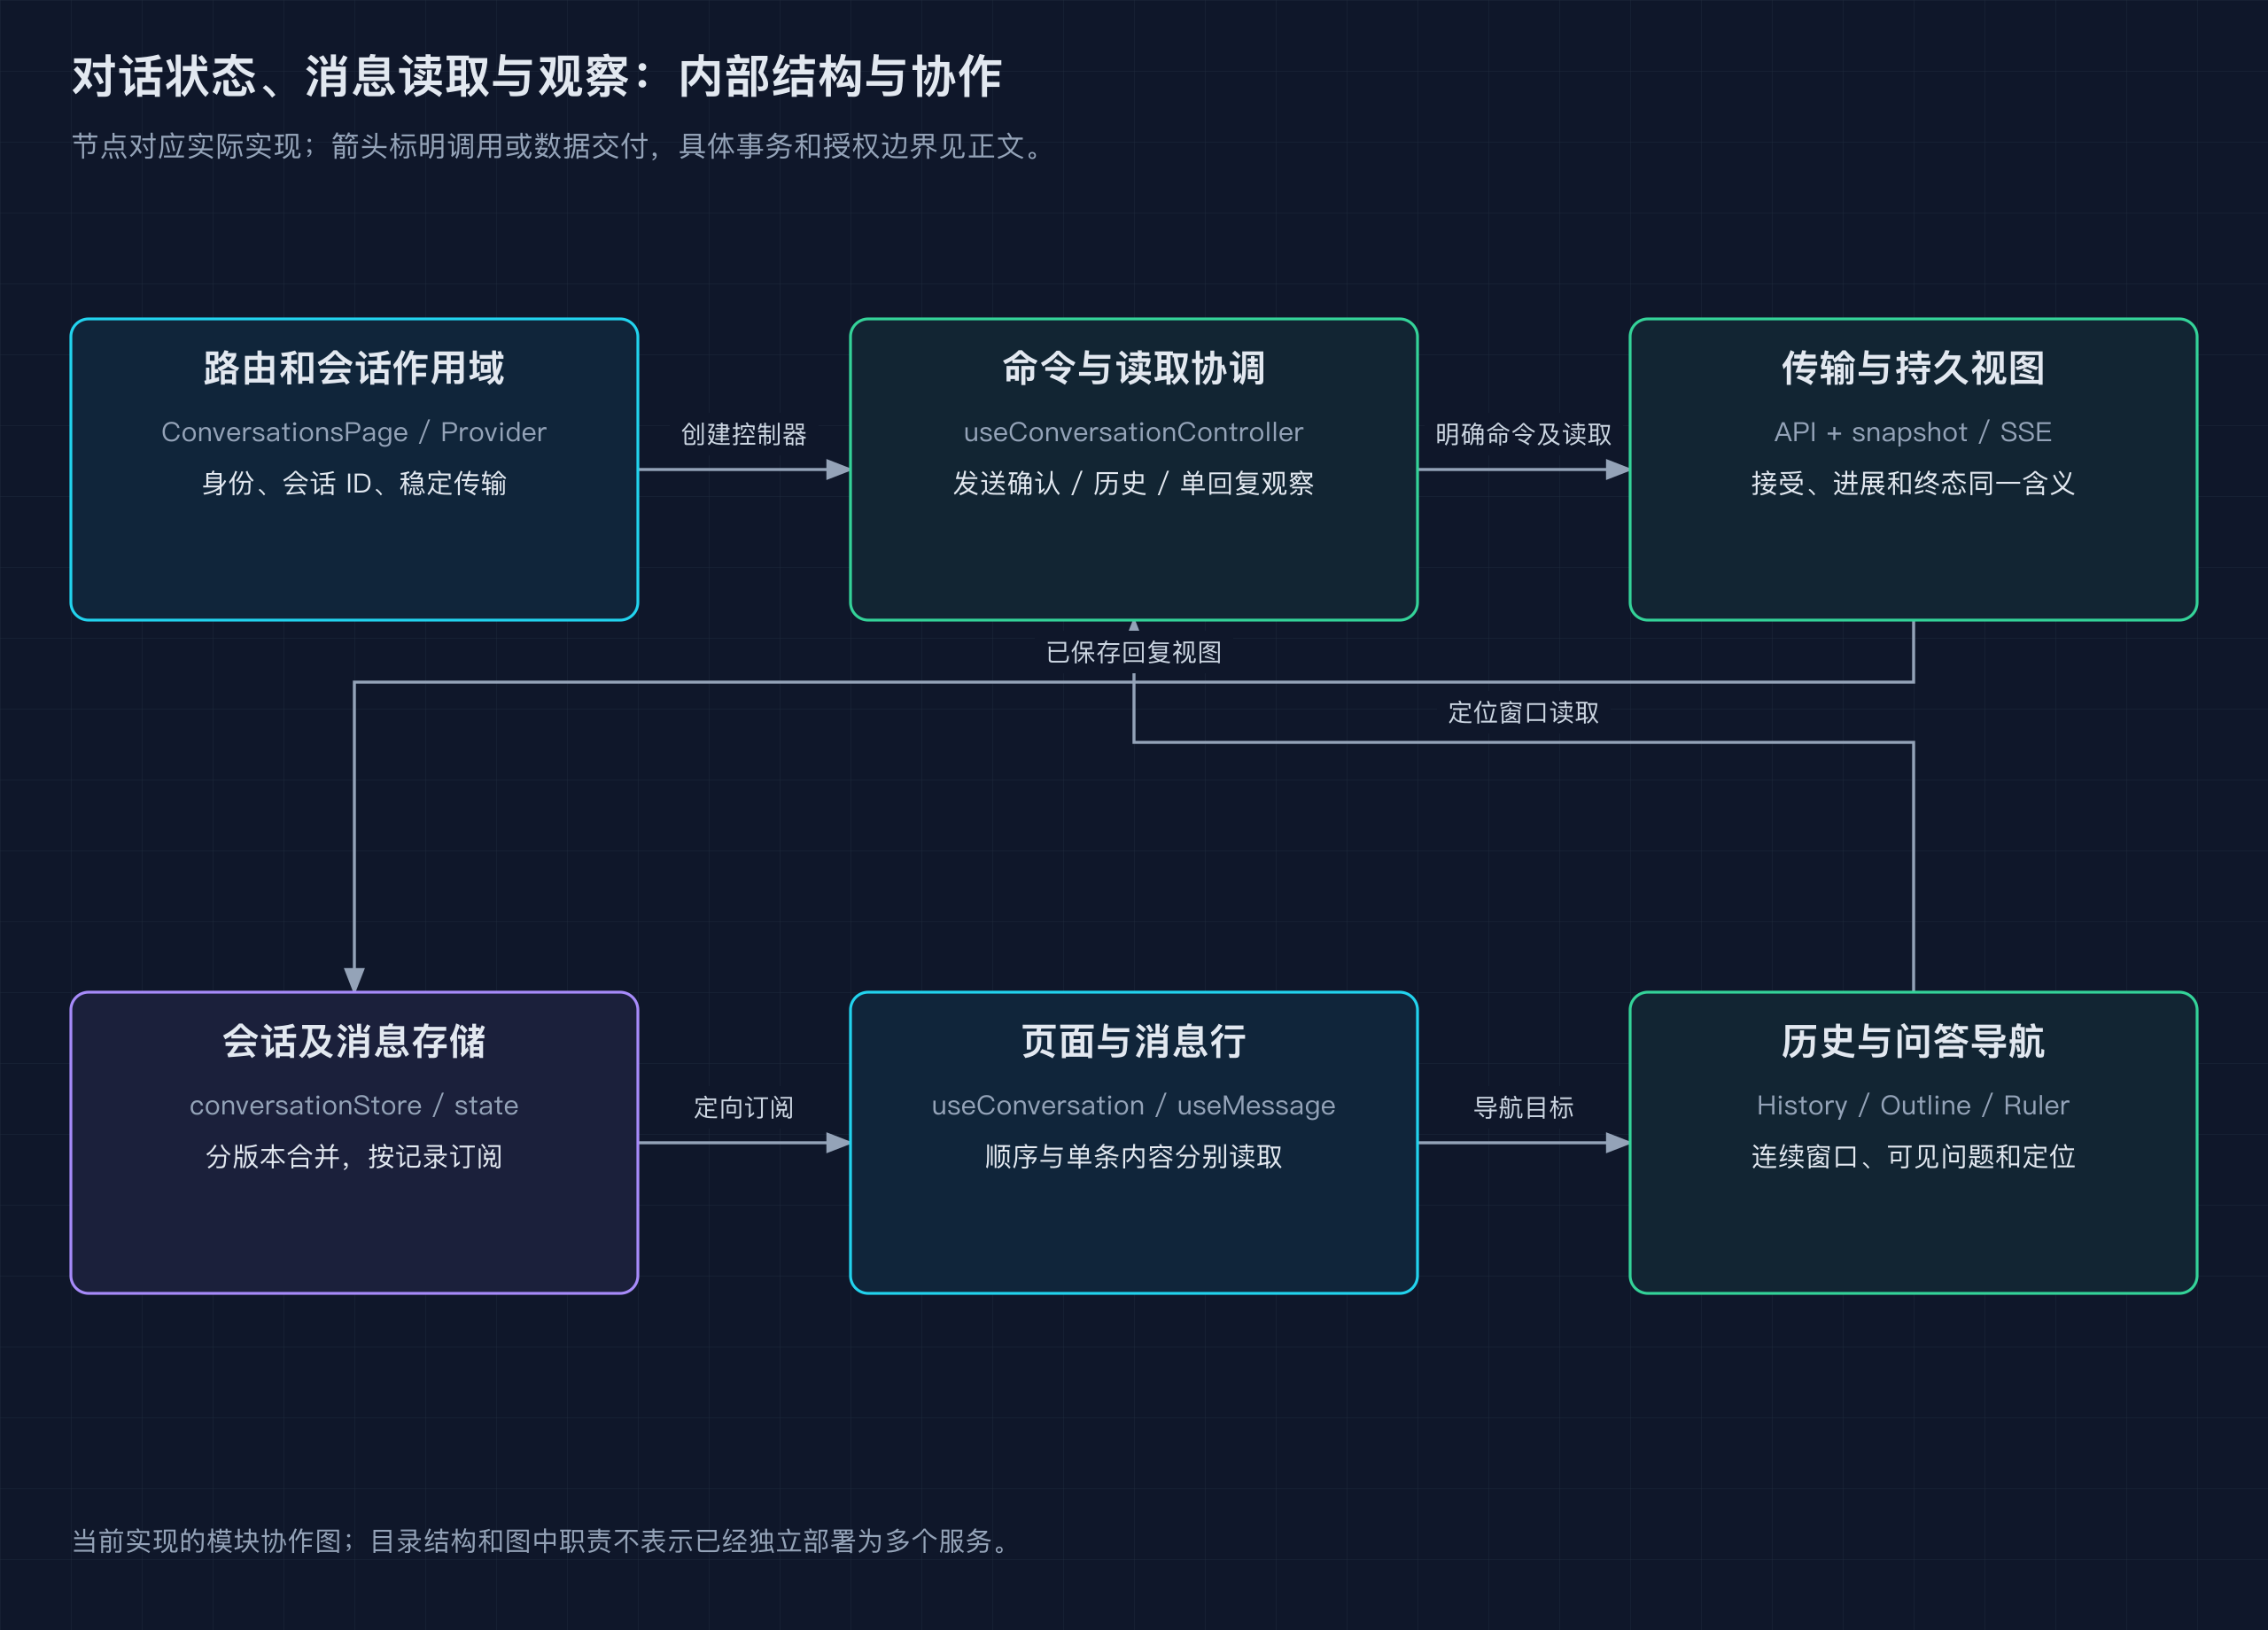 对话状态、消息读取与观察：内部结构与协作
节点对应实际实现；箭头标明调用或数据交付，具体事务和授权边界见正文。
路由和会话作用域
ConversationsPage / Provider
身份、会话 ID、稳定传输
创建控制器
命令与读取协调
useConversationController
发送确认 / 历史 / 单回复观察
明确命令及读取
传输与持久视图
API + snapshot / SSE
接受、进展和终态同一含义
已保存回复视图
定位窗口读取
会话及消息存储
conversationStore / state
分版本合并，按记录订阅
定向订阅
页面与消息行
useConversation / useMessage
顺序与单条内容分别读取
导航目标
历史与问答导航
History / Outline / Ruler
连续窗口、可见问题和定位
当前实现的模块协作图；目录结构和图中职责不表示已经独立部署为多个服务。